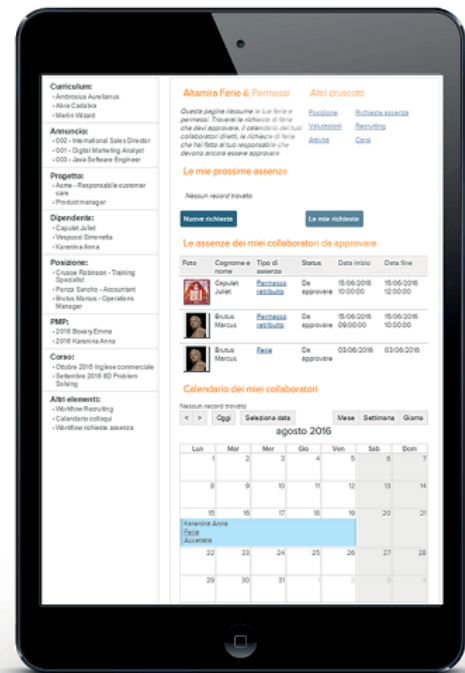 Curriculum:
- Ambrosius Aurelianus
- Abra Cadabra
- Merlin Wizard
Annuncio:
- 002 - International Sales Director
- 001 - Digital Marketing Analyst
- 003 - Java Software Engineer
Progetto:
- Acme - Responsabile customer
care
- Product manager
Dipendente:
- Capulet Juliet
- Vespucci Simonetta
- Karenina Anna
Posizione:
- Crusoe Robinson - Training
Specialist
- Panza Sancho - Accountant
- Brutus Marcus - Operations
Manager
PMP:
- 2016 Bovary Emma
- 2016 Karenina Anna
Corso:
- Ottobre 2016 Inglese commerciale
- Settembre 2016 8D Problem
Solving
Altri elementi:
- Workflow Recruiting
- Calendario colloqui
- Workflow richieste assenza
Altamira Ferie & Permessi
Questa pagina riassume le tue ferie e
permessi. Troverai le richieste di ferie
che devi approvare, il calendario dei tuoi
collaboratori diretti, le richieste di ferie
che hai fatto al tuo responsabile che
devono ancora essere approvate
Altri cruscotti
Posizione Richieste assenza
Valutazioni Recruiting
Attività Corsi
Le mie prossime assenze
Nessun record trovato
Nuove richieste Le mie richieste
Le assenze dei miei collaboratori da approvare
Foto Cognome e nome Tipo di assenza Status Data inizio Data fine
Capulet Juliet Permesso retribuito Da approvare 15/06/2016 10:00:00 15/06/2016 12:00:00
Brutus Marcus Permesso retribuito Da approvare 15/06/2016 09:00:00 15/06/2016 10:00:00
Brutus Marcus Ferie Da approvare 03/06/2016 03/06/2016
Calendario dei miei collaboratori
Nessun record trovato
< > Oggi Seleziona data Mese Settimana Giorno
agosto 2016
Lun Mar Mer Gio Ven Sab Dom
1 2 3 4 5 6 7
8 9 10 11 12 13 14
15 16 17 18 19 20 21
Karenina Anna
Ferie
Accettata
22 23 24 25 26 27 28
29 30 31 1 2 3 4